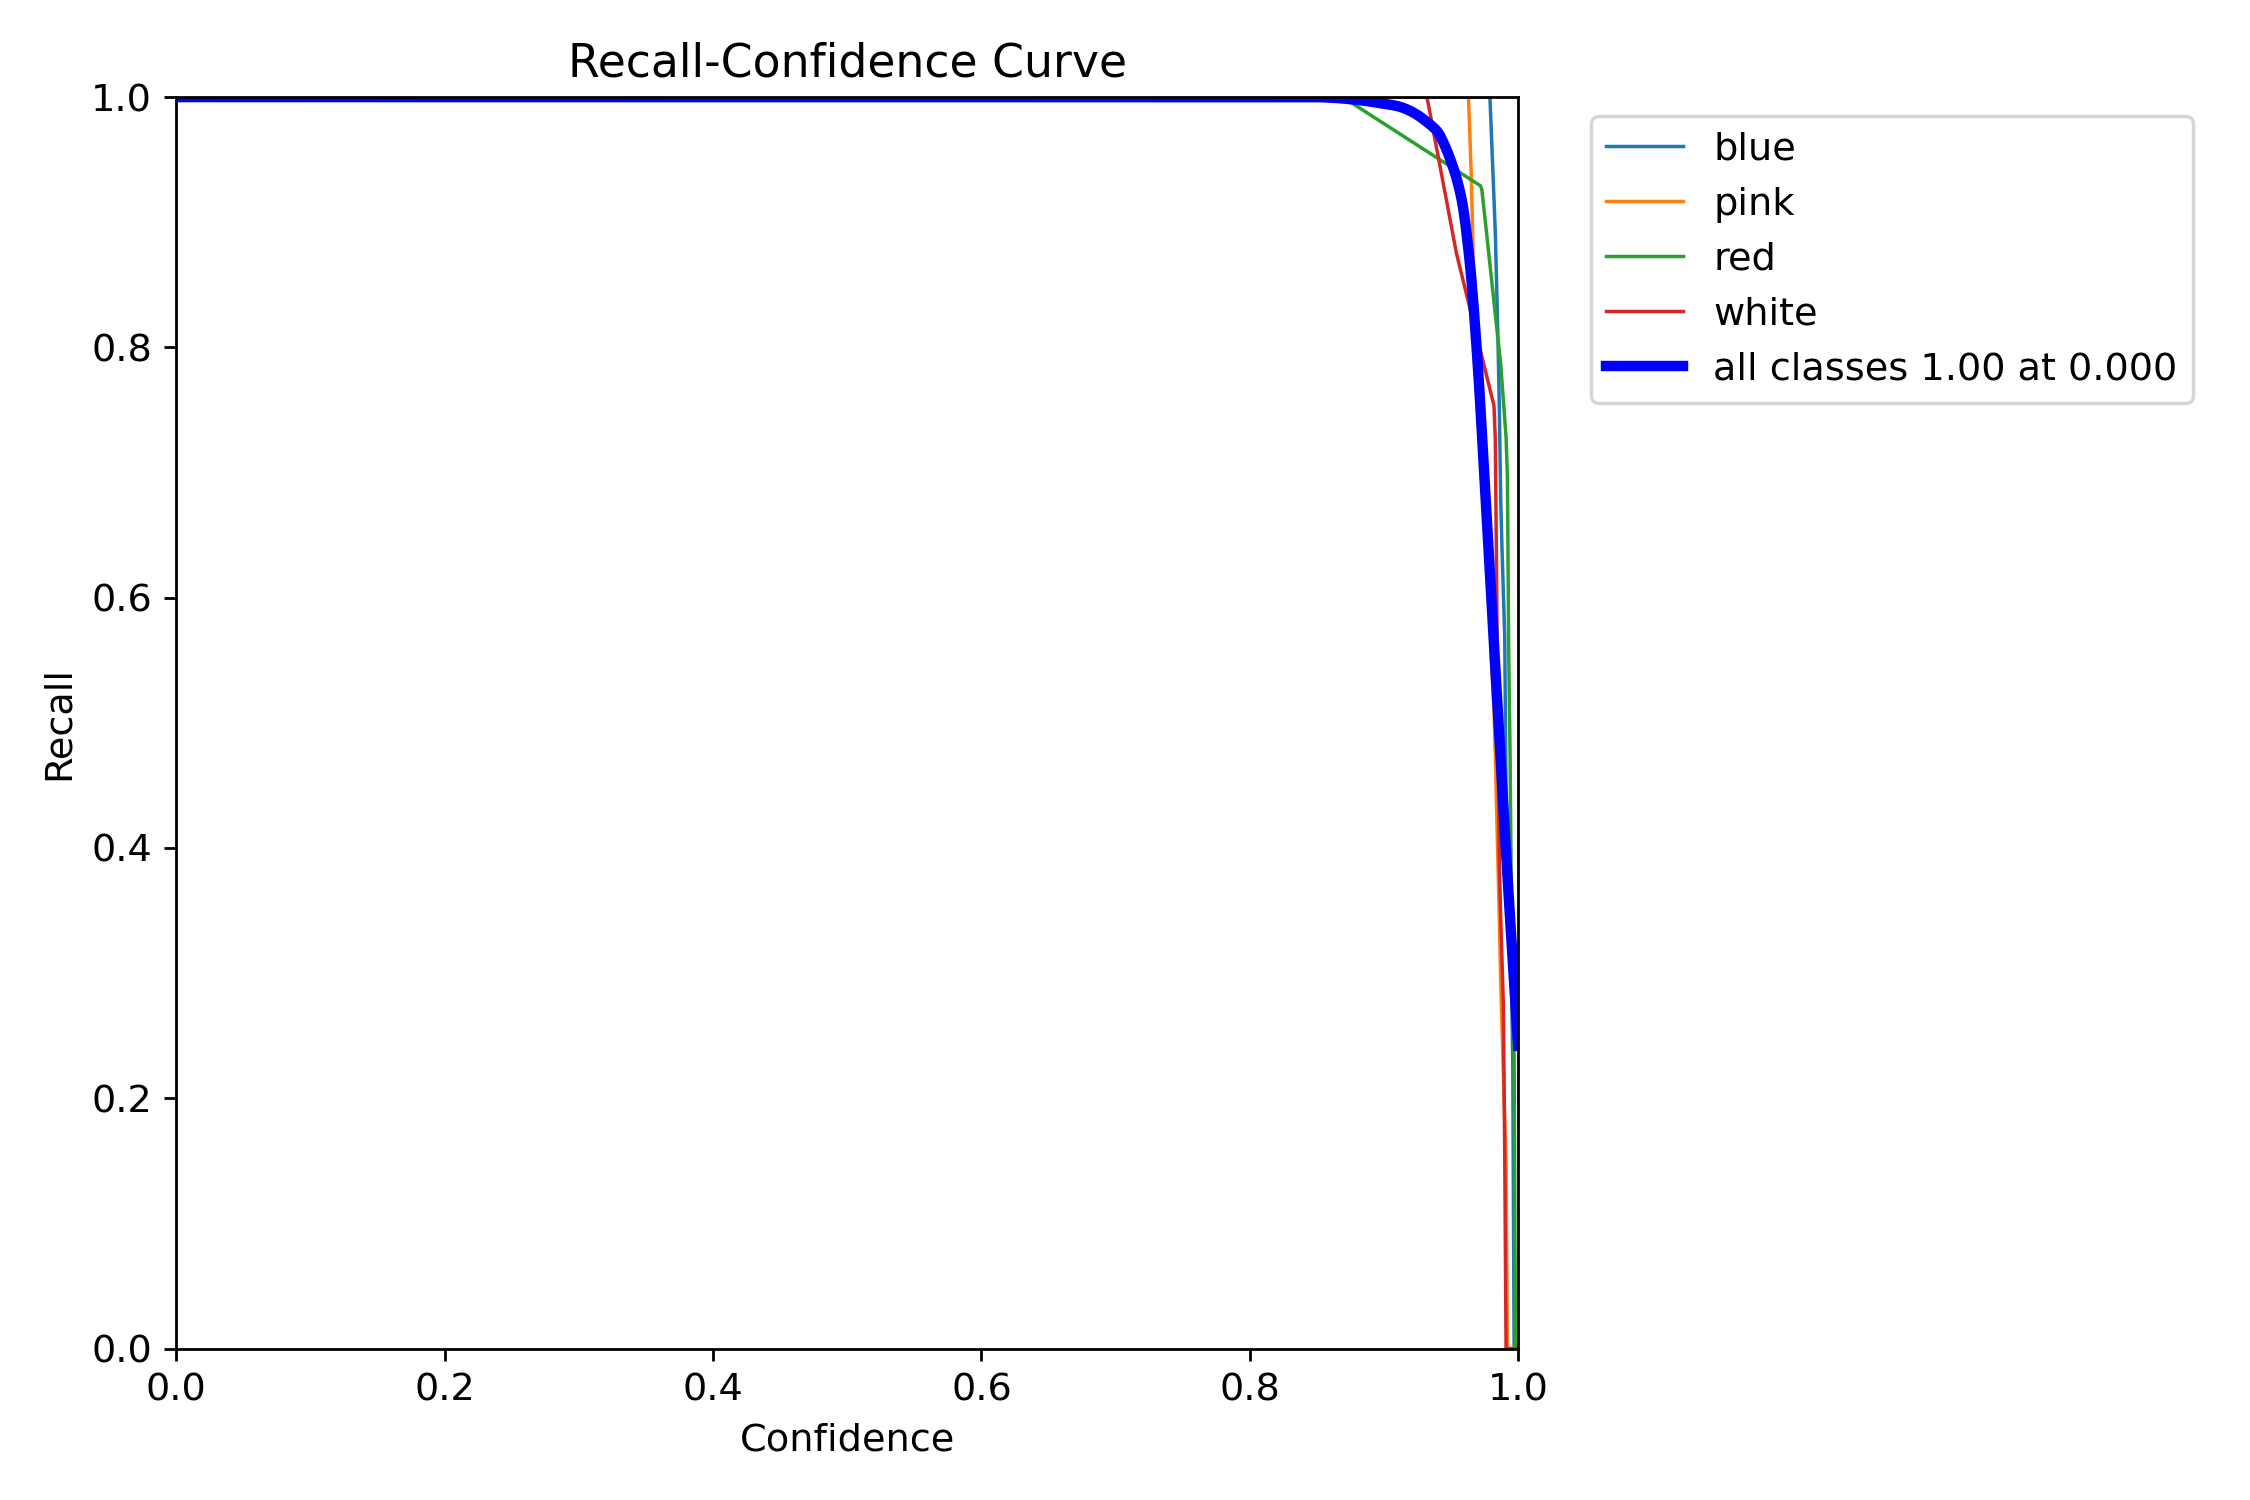 Recall-Confidence Curve
1.0
0.8
0.6
0.4
0.2
0.0
Recall
0.0 0.2 0.4 0.6 0.8 1.0
Confidence
blue
pink
red
white
all classes 1.00 at 0.000